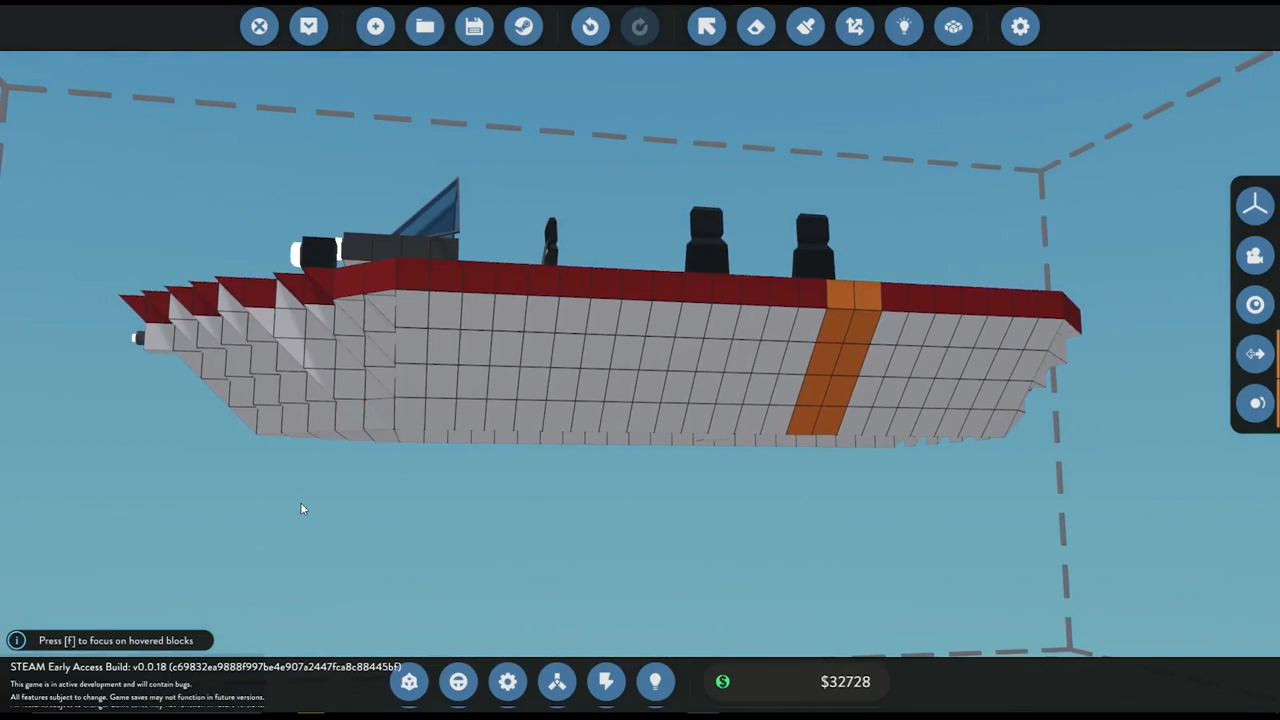 Press [f] to focus on hovered blocks
STEAM Early Access Build: v0.0.18 (c69832ea9888f997be4e907a2447fca8c88445bf)
This game is in active development and will contain bugs.
All features subject to change. Game saves may not function in future versions.
$32728